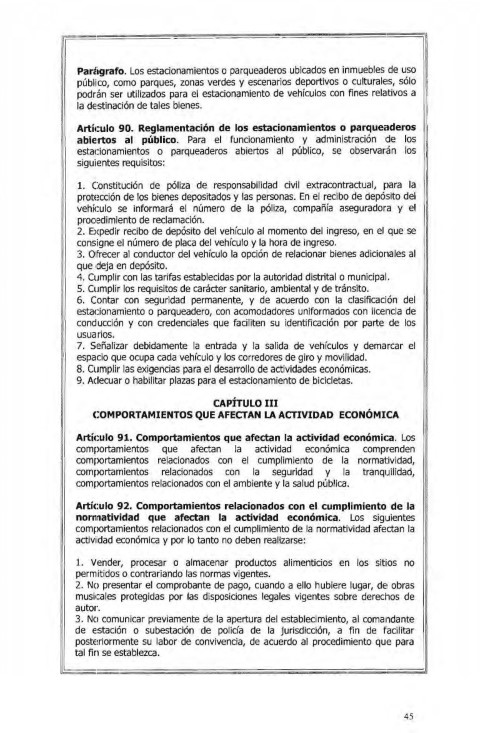 Parágrafo. Los estacionamientos o parqueaderos ubicados en inmuebles de uso
público, como parques, zonas verdes y escenarios deportivos o culturales, sólo
podrán ser utilizados para el estacionamiento de vehículos con fines relativos a
la destinación de tales bienes.
Artículo 90. Reglamentación de los estacionamientos o parqueaderos
abiertos al público. Para el funcionamiento y administración de los
estacionamientos o parqueaderos abiertos al público, se observarán los
siguientes requisitos:
1. Constitución de póliza de responsabilidad civil extracontractual, para la
protección de los bienes depositados y las personas. En el recibo de depósito del
vehículo se informará el número de la póliza, compañía aseguradora y el
procedimiento de reclamación.
2. Expedir recibo de depósito del vehículo al momento del ingreso, en el que se
consigne el número de placa del vehículo y la hora de ingreso.
3. Ofrecer al conductor del vehículo la opción de relacionar bienes adicionales al
que deja en depósito.
4. Cumplir con las tarifas establecidas por la autoridad distrital o municipal.
5. Cumplir los requisitos de carácter sanitario, ambiental y de tránsito.
6. Contar con seguridad permanente, y de acuerdo con la clasificación del
estacionamiento o parqueadero, con acomodadores uniformados con licencia de
conducción y con credenciales que faciliten su identificación por parte de los
usuarios.
7. Señalizar debidamente la entrada y la salida de vehículos y demarcar el
espacio que ocupa cada vehículo y los corredores de giro y movilidad.
8. Cumplir las exigencias para el desarrollo de actividades económicas.
9. Adecuar o habilitar plazas para el estacionamiento de bicicletas.
CAPÍTULO III
COMPORTAMIENTOS QUE AFECTAN LA ACTIVIDAD ECONÓMICA
Artículo 91. Comportamientos que afectan la actividad económica. Los
comportamientos que afectan la actividad económica comprenden
comportamientos relacionados con el cumplimiento de la normatividad,
comportamientos relacionados con la seguridad y la tranquilidad,
comportamientos relacionados con el ambiente y la salud pública.
Artículo 92. Comportamientos relacionados con el cumplimiento de la
normatividad que afectan la actividad económica. Los siguientes
comportamientos relacionados con el cumplimiento de la normatividad afectan la
actividad económica y por lo tanto no deben realizarse:
1. Vender, procesar o almacenar productos alimenticios en los sitios no
permitidos o contrariando las normas vigentes.
2. No presentar el comprobante de pago, cuando a ello hubiere lugar, de obras
musicales protegidas por las disposiciones legales vigentes sobre derechos de
autor.
3. No comunicar previamente de la apertura del establecimiento, al comandante
de estación o subestación de policía de la jurisdicción, a fin de facilitar
posteriormente su labor de convivencia, de acuerdo al procedimiento que para
tal fin se establezca.
45